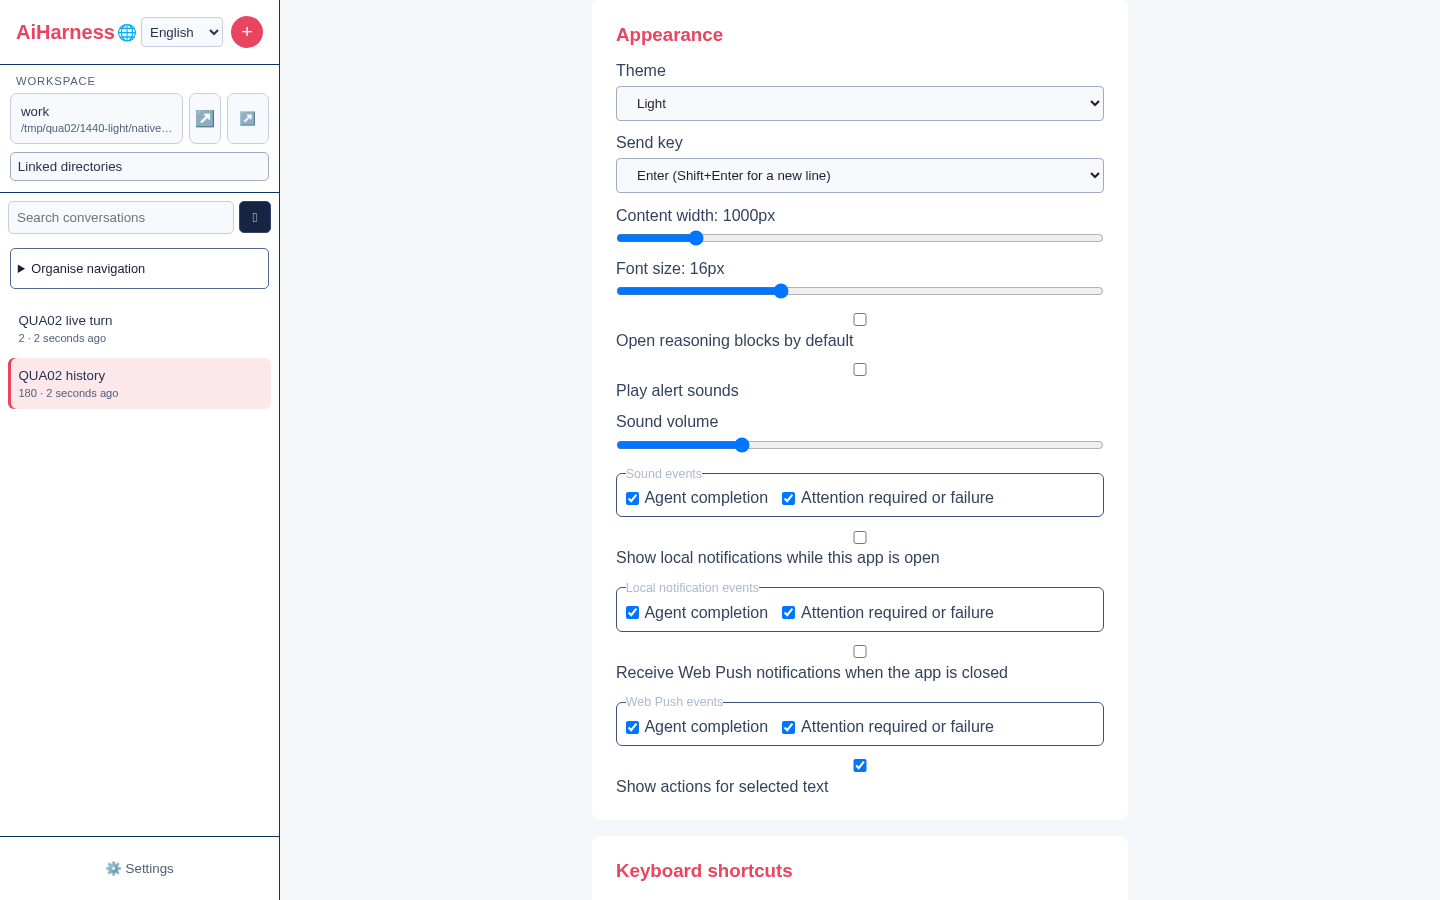 AiHarness
English
+
WORKSPACE
work
/tmp/qua02/1440-light/native…
Linked directories
Search conversations
Organise navigation
QUA02 live turn
2 · 2 seconds ago
QUA02 history
180 · 2 seconds ago
Settings
Appearance
Theme
Light
Send key
Enter (Shift+Enter for a new line)
Content width: 1000px
Font size: 16px
Open reasoning blocks by default
Play alert sounds
Sound volume
Sound events
Agent completion Attention required or failure
Show local notifications while this app is open
Local notification events
Agent completion Attention required or failure
Receive Web Push notifications when the app is closed
Web Push events
Agent completion Attention required or failure
Show actions for selected text
Keyboard shortcuts